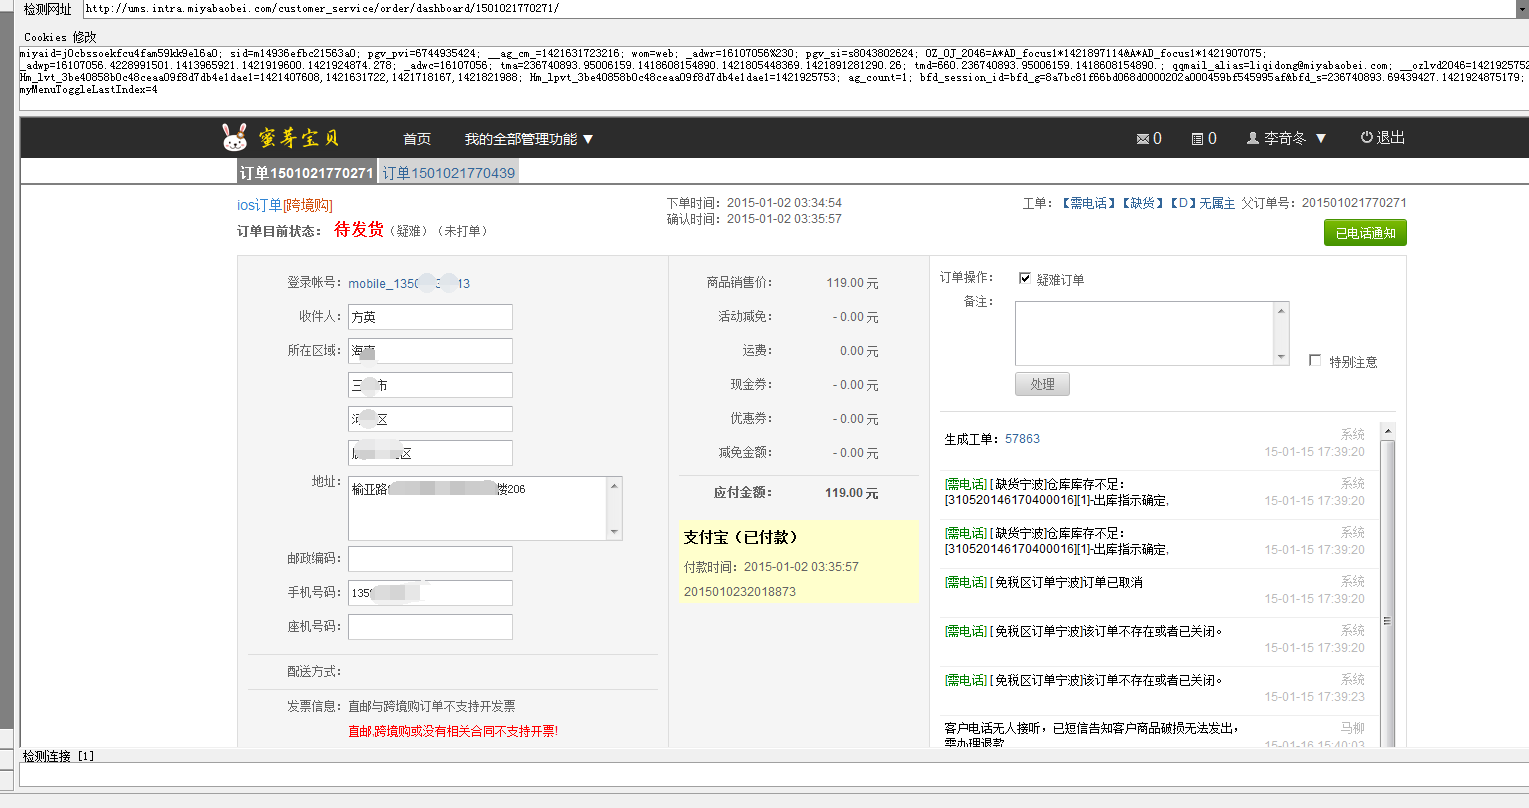 检测网址 http://ums.intra.miyabaobei.com/customer_service/order/dashboard/1501021770271/
Cookies 修改
miyaid=j0cbssoekfcu4fam59kk9el6a0; sid=m14936efbc21563a0; pgv_pvi=6744935424; __ag_cm_=1421631723216; wom=web; _adwr=16107056%230; pgv_si=s8043802624; OZ_0J_2046=A*AD_focus1*1421897114&A*AD_focus1*1421907075;
_adwp=16107056.4228991501.1413965921.1421919600.1421924874.278; _adwc=16107056; tma=236740893.95006159.1418608154890.1421805448369.1421891281290.26; tmd=660.236740893.95006159.1418608154890.; qqmail_alias=liqidong@miyabaobei.com; __ozlvd2046=1421925752
Hm_lvt_3be40858b0c48ceaa09f8d7db4e1dae1=1421407608,1421631722,1421718167,1421821988; Hm_lpvt_3be40858b0c48ceaa09f8d7db4e1dae1=1421925753; ag_count=1; bfd_session_id=bfd_g=8a7bc81f66bd068d0000202a000459bf545995af&bfd_s=236740893.69439427.1421924875179;
myMenuToggleLastIndex=4
蜜芽宝贝 首页 我的全部管理功能 ▼ 0 0 李奇冬 ▼ 退出
订单1501021770271 订单1501021770439
ios订单[跨境购] 下单时间：2015-01-02 03:34:54 工单：【需电话】【缺货】【D】无属主 父订单号：201501021770271
确认时间：2015-01-02 03:35:57
订单目前状态： 待发货（疑难）（未打单）
已电话通知
登录帐号：mobile_1350 3 13
收件人：方英
所在区域：海南
三 市
河 区
区
地址：榆亚路 楼206
邮政编码：
手机号码：135
座机号码：
配送方式：
发票信息：直邮与跨境购订单不支持开发票
直邮,跨境购或没有相关合同不支持开票!
商品销售价： 119.00 元
活动减免： - 0.00 元
运费： 0.00 元
现金券： - 0.00 元
优惠券： - 0.00 元
减免金额： - 0.00 元
应付金额： 119.00 元
支付宝（已付款）
付款时间：2015-01-02 03:35:57
2015010232018873
订单操作： 疑难订单
备注：
特别注意
处理
生成工单：57863 系统
15-01-15 17:39:20
[需电话] [ 缺货宁波]仓库库存不足： 系统
[310520146170400016][1]-出库指示确定, 15-01-15 17:39:20
[需电话] [ 缺货宁波]仓库库存不足： 系统
[310520146170400016][1]-出库指示确定, 15-01-15 17:39:20
[需电话] [ 免税区订单宁波]订单已取消 系统
15-01-15 17:39:20
[需电话] [ 免税区订单宁波]该订单不存在或者已关闭。 系统
15-01-15 17:39:20
[需电话] [ 免税区订单宁波]该订单不存在或者已关闭。 系统
15-01-15 17:39:23
客户电话无人接听，已短信告知客户商品破损无法发出， 马柳
需办理退款 15-01-16 15:40:03
检测连接 [1]